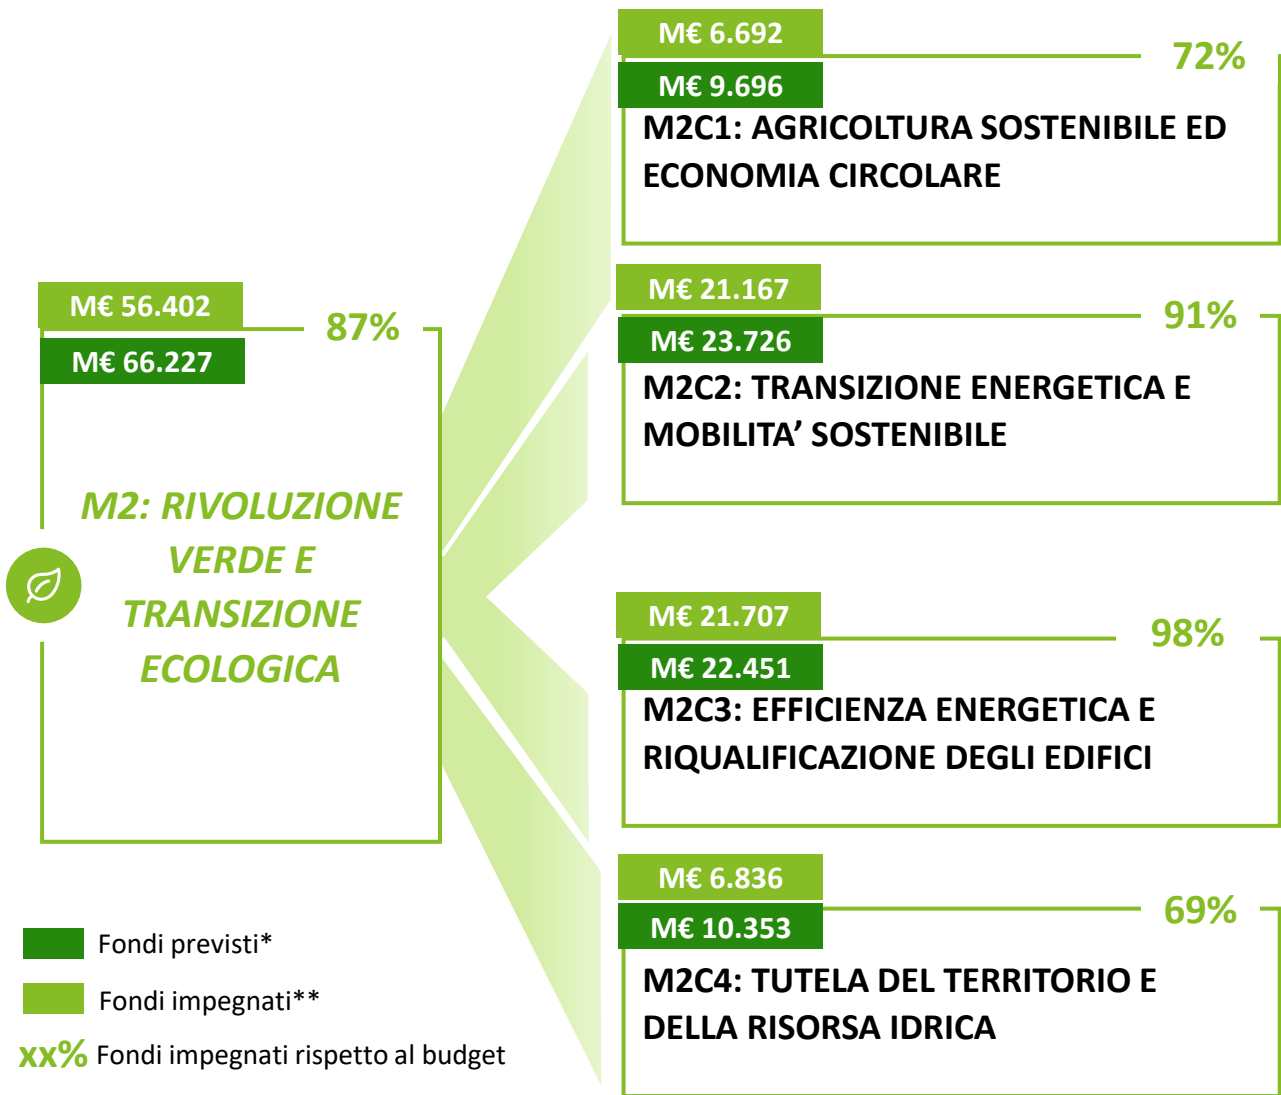 M€ 56.402
87%
M€ 66.227
M2: RIVOLUZIONE
VERDE E
TRANSIZIONE
ECOLOGICA
M€ 6.692
72%
M€ 9.696
M2C1: AGRICOLTURA SOSTENIBILE ED
ECONOMIA CIRCOLARE
M€ 21.167
91%
M€ 23.726
M2C2: TRANSIZIONE ENERGETICA E
MOBILITA’ SOSTENIBILE
M€ 21.707
98%
M€ 22.451
M2C3: EFFICIENZA ENERGETICA E
RIQUALIFICAZIONE DEGLI EDIFICI
M€ 6.836
69%
M€ 10.353
M2C4: TUTELA DEL TERRITORIO E
DELLA RISORSA IDRICA
Fondi previsti*
Fondi impegnati**
xx% Fondi impegnati rispetto al budget